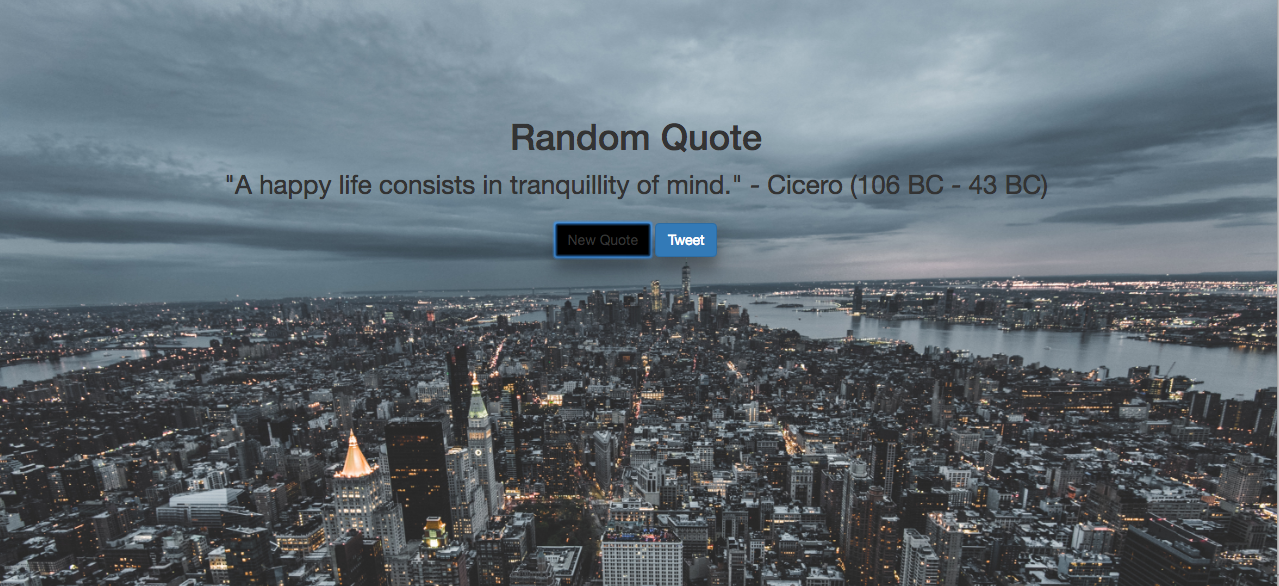 Random Quote
"A happy life consists in tranquillity of mind." - Cicero (106 BC - 43 BC)
New Quote Tweet